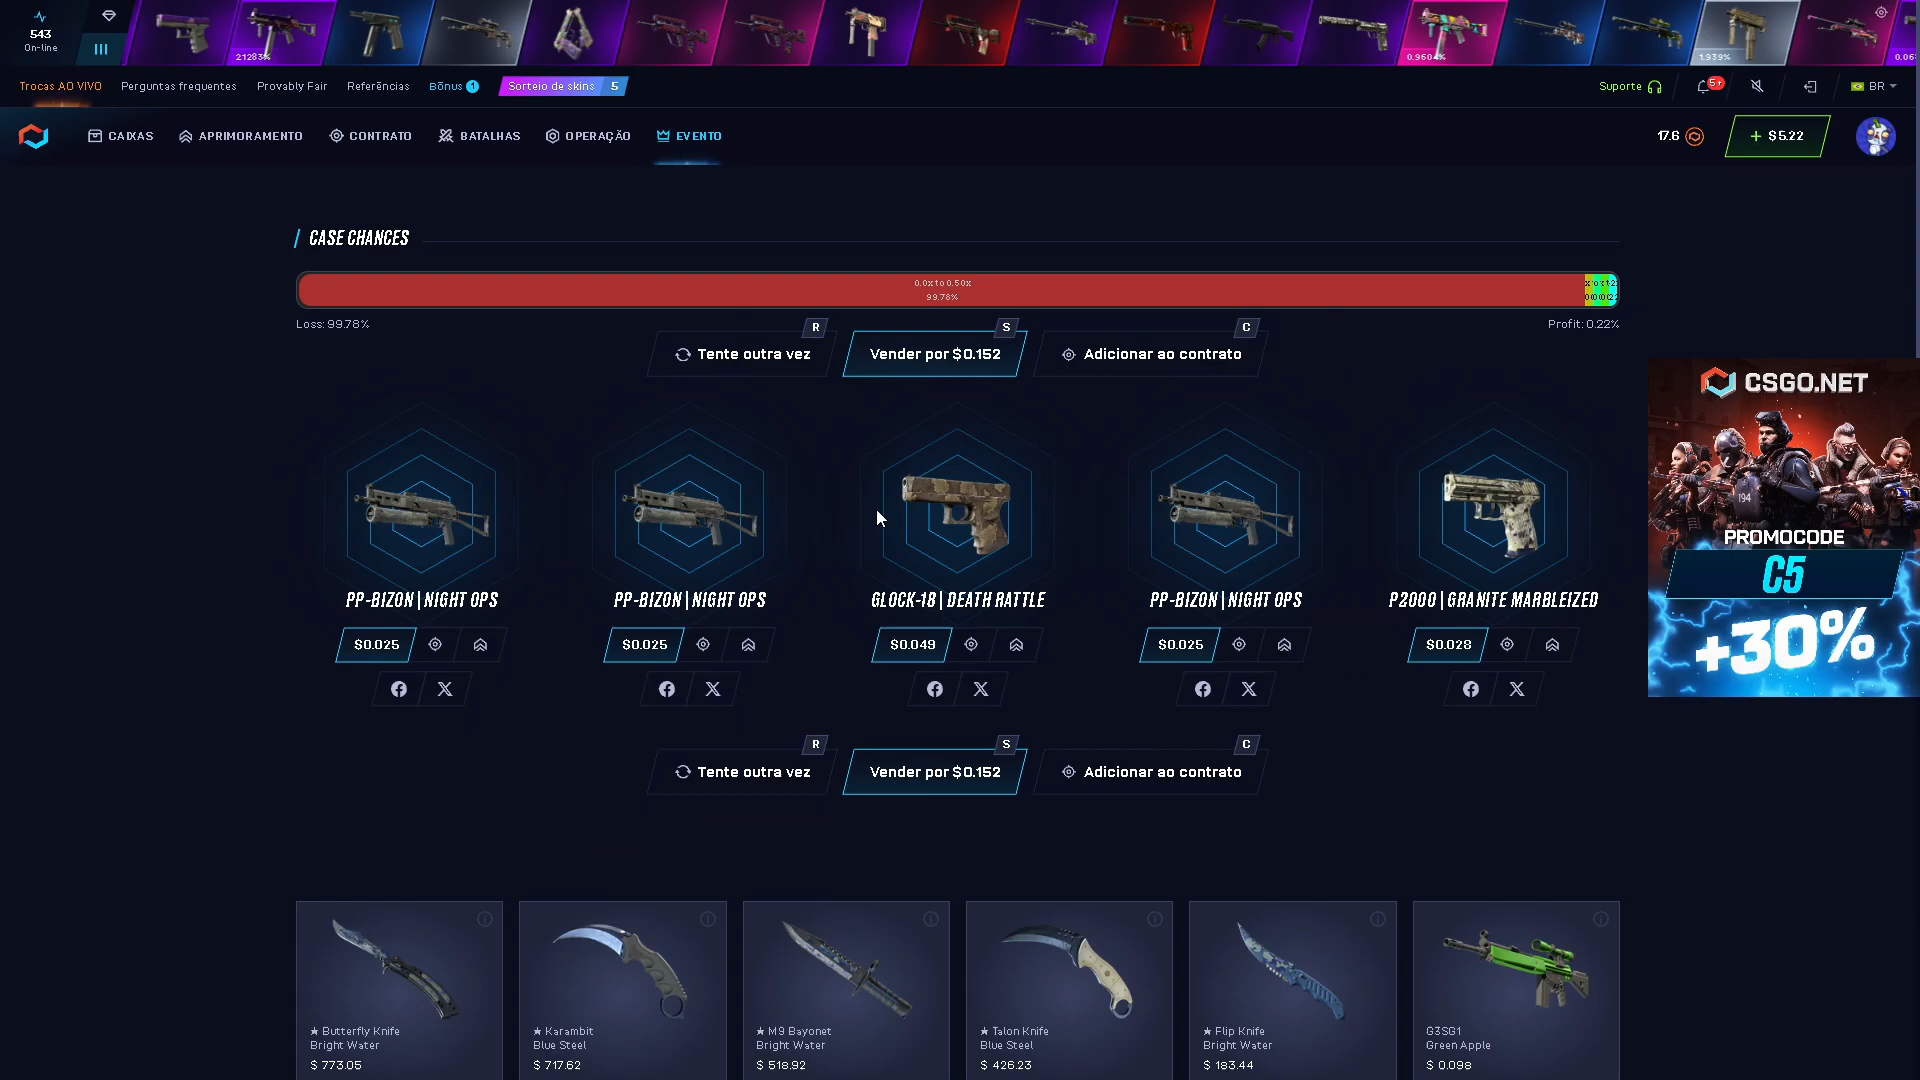 543
On-line
2.1283%
0.9604%
1.939%
Trocas AO VIVO
Perguntas frequentes
Provably Fair
Referências
Bônus 1
Sorteio de skins 5
Suporte
5+
BR
CAIXAS
APRIMORAMENTO
CONTRATO
BATALHAS
OPERAÇÃO
EVENTO
17.6
+ $ 5.22
/ CASE CHANCES
0.0x to 0.50x
99.78%
Loss: 99.78%
Profit: 0.22%
R
Tente outra vez
S
Vender por $ 0.152
C
Adicionar ao contrato
PP-BIZON | NIGHT OPS
PP-BIZON | NIGHT OPS
GLOCK-18 | DEATH RATTLE
PP-BIZON | NIGHT OPS
P2000 | GRANITE MARBLEIZED
$0.025
$0.025
$0.049
$0.025
$0.028
R
Tente outra vez
S
Vender por $ 0.152
C
Adicionar ao contrato
CSGO.NET
194
PROMOCODE
C5
+30%
★ Butterfly Knife
Bright Water
$ 773.05
★ Karambit
Blue Steel
$ 717.62
★ M9 Bayonet
Bright Water
$ 518.92
★ Talon Knife
Blue Steel
$ 426.23
★ Flip Knife
Bright Water
$ 183.44
G3SG1
Green Apple
$ 0.098